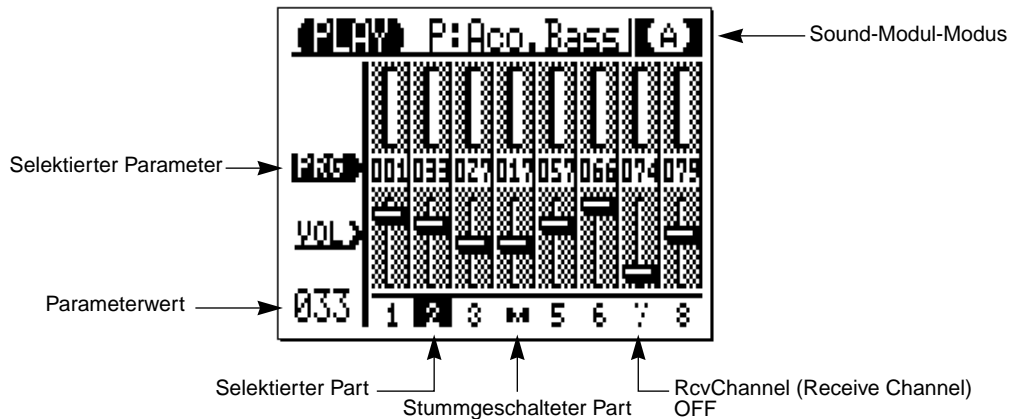 PLAY P:Aco.Bass (A)
Sound-Modul-Modus
Selektierter Parameter
PRG 001 033 027 017 057 066 074 079
VOL
Parameterwert
033 1 2 3 M 5 6 7 8
Selektierter Part
Stummgeschalteter Part
RcvChannel (Receive Channel)
OFF